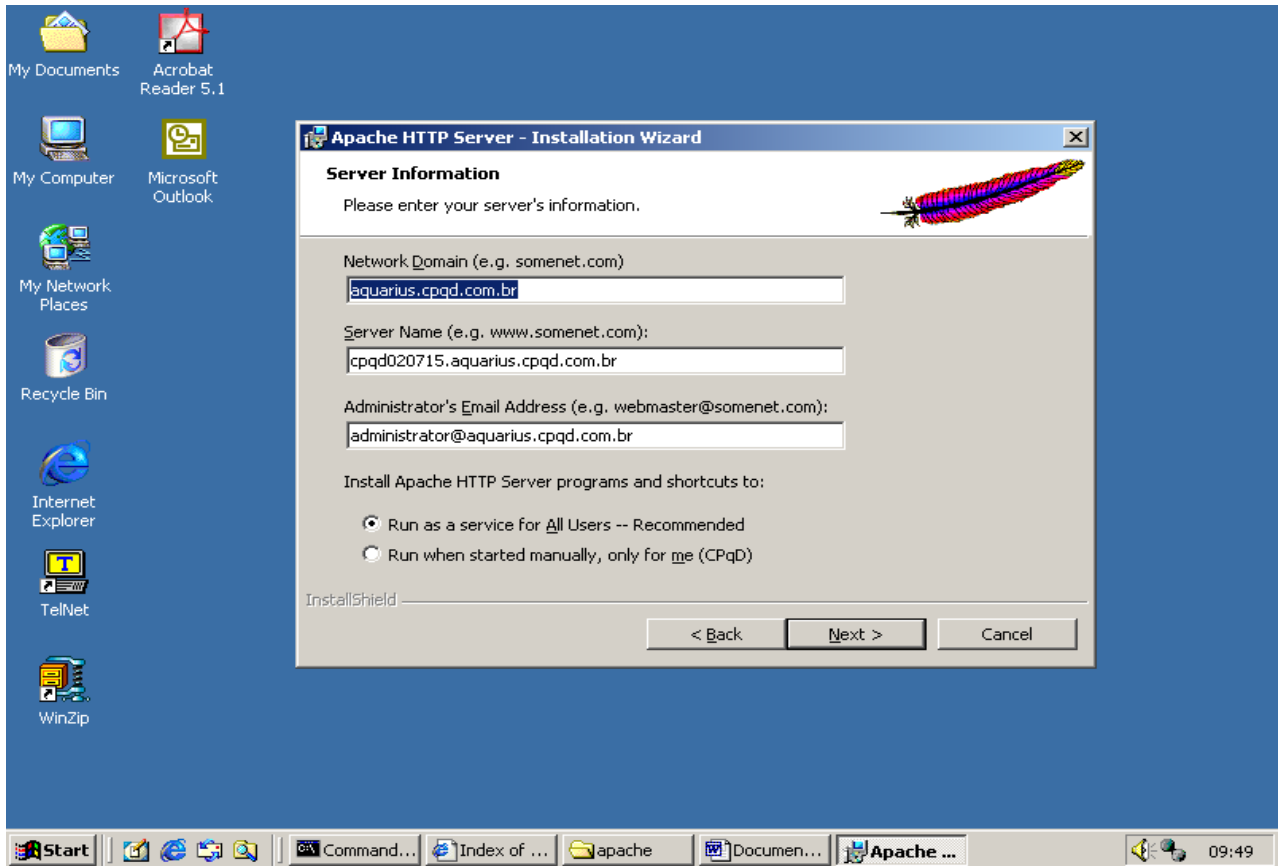 My Documents
Acrobat
Reader 5.1
My Computer
Microsoft
Outlook
My Network
Places
Recycle Bin
Internet
Explorer
TelNet
WinZip
Apache HTTP Server - Installation Wizard
Server Information
Please enter your server's information.
Network Domain (e.g. somenet.com)
aquarius.cpqd.com.br
Server Name (e.g. www.somenet.com):
cpqd020715.aquarius.cpqd.com.br
Administrator's Email Address (e.g. webmaster@somenet.com):
administrator@aquarius.cpqd.com.br
Install Apache HTTP Server programs and shortcuts to:
Run as a service for All Users -- Recommended
Run when started manually, only for me (CPqD)
InstallShield
< Back
Next >
Cancel
Start
Command...
Index of ...
apache
Documen...
Apache ...
09:49